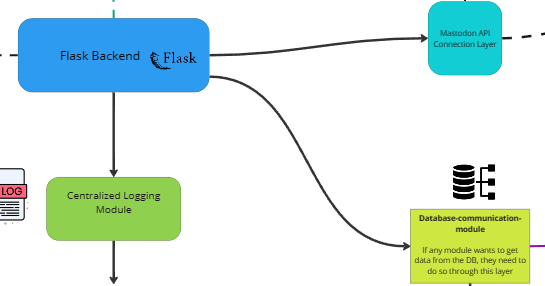 Flask Backend
Flask
Mastodon API
Connection Layer
Centralized Logging
Module
LOG
Database-communication-
module
If any module wants to get
data from the DB, they need to
do so through this layer